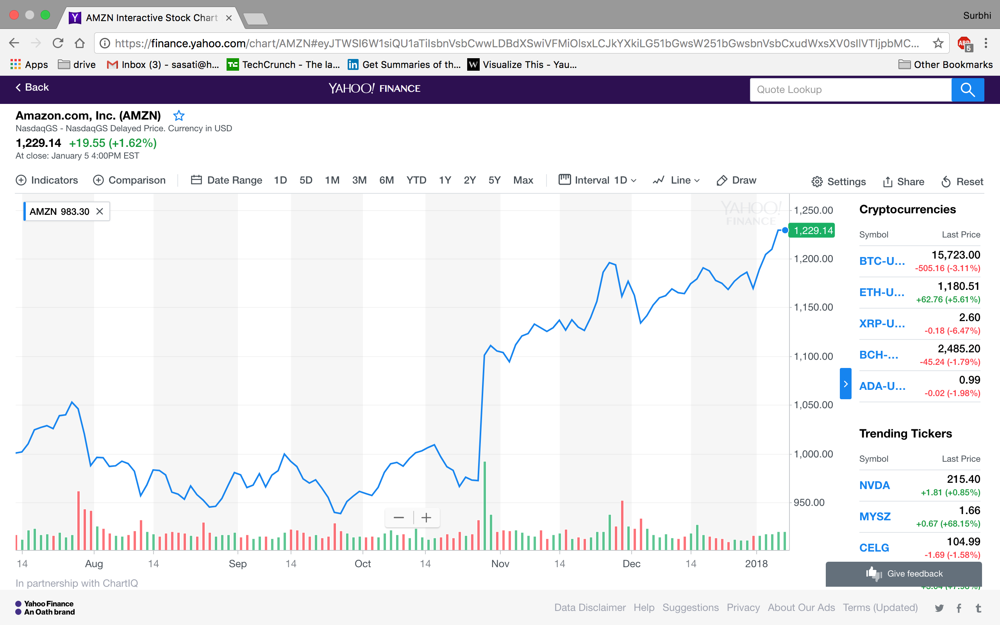 AMZN Interactive Stock Chart
Surbhi
https://finance.yahoo.com/chart/AMZN#eyJTWSI6W1siQU1aTiIsbnVsbCwwLDBdXSwiVFMiOlsxLCJkYXkiLG51bGwsW251bGwsbnVsbCxudWxsXV0sIlVTIjpbMC...
ABP 5
Apps drive Inbox (3) - sasati@h... TechCrunch - The la... Get Summaries of th... Visualize This - Yau... Other Bookmarks
Back YAHOO! FINANCE Quote Lookup
Amazon.com, Inc. (AMZN)
NasdaqGS - NasdaqGS Delayed Price. Currency in USD
1,229.14 +19.55 (+1.62%)
At close: January 5 4:00PM EST
Indicators Comparison Date Range 1D 5D 1M 3M 6M YTD 1Y 2Y 5Y Max Interval 1D Line Draw Settings Share Reset
AMZN 983.30
YAHOO!
FINANCE
1,250.00
1,229.14
1,200.00
1,150.00
1,100.00
1,050.00
1,000.00
950.00
14 Aug 14 Sep 14 Oct 14 Nov 14 Dec 14 2018
In partnership with ChartIQ
Cryptocurrencies
Symbol Last Price
BTC-U... 15,723.00
-505.16 (-3.11%)
ETH-U... 1,180.51
+62.76 (+5.61%)
XRP-U... 2.60
-0.18 (-6.47%)
BCH-... 2,485.20
-45.24 (-1.79%)
ADA-U... 0.99
-0.02 (-1.98%)
Trending Tickers
Symbol Last Price
NVDA 215.40
+1.81 (+0.85%)
MYSZ 1.66
+0.67 (+68.15%)
CELG 104.99
-1.69 (-1.58%)
Give feedback
Yahoo Finance
An Oath brand
Data Disclaimer Help Suggestions Privacy About Our Ads Terms (Updated)